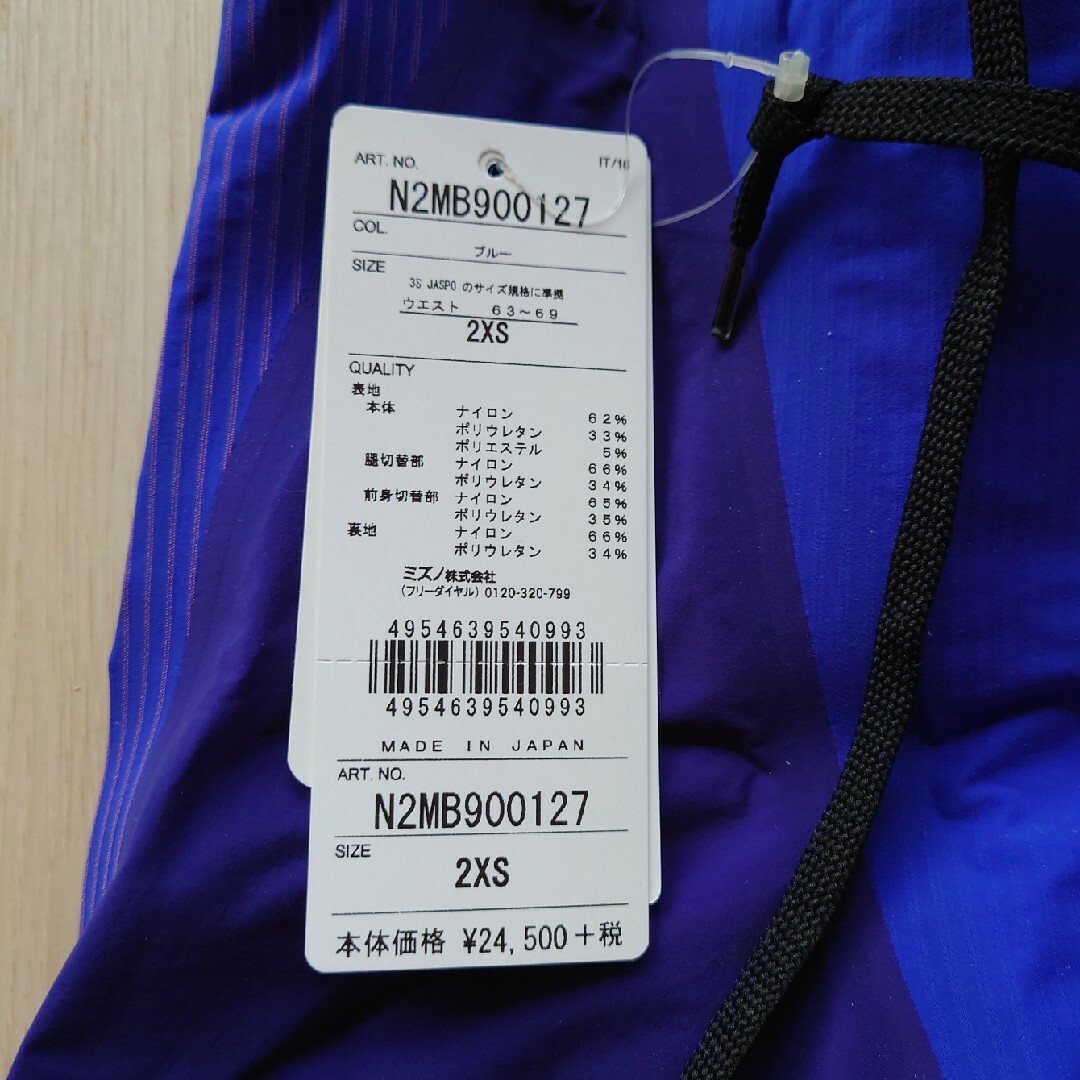 ART. NO.
IT/10
N2MB900127
COL.
ブルー
SIZE
3S JASPO のサイズ規格に準拠
ウエスト 63~69
2XS
QUALITY
表地
本体 ナイロン 62%
ポリウレタン 33%
ポリエステル 5%
腿切替部 ナイロン 66%
ポリウレタン 34%
前身切替部 ナイロン 65%
ポリウレタン 35%
裏地 ナイロン 66%
ポリウレタン 34%
ミズノ株式会社
(フリーダイヤル) 0120-320-799
4954639540993
4954639540993
MADE IN JAPAN
ART. NO.
N2MB900127
SIZE
2XS
本体価格 ¥24,500+税